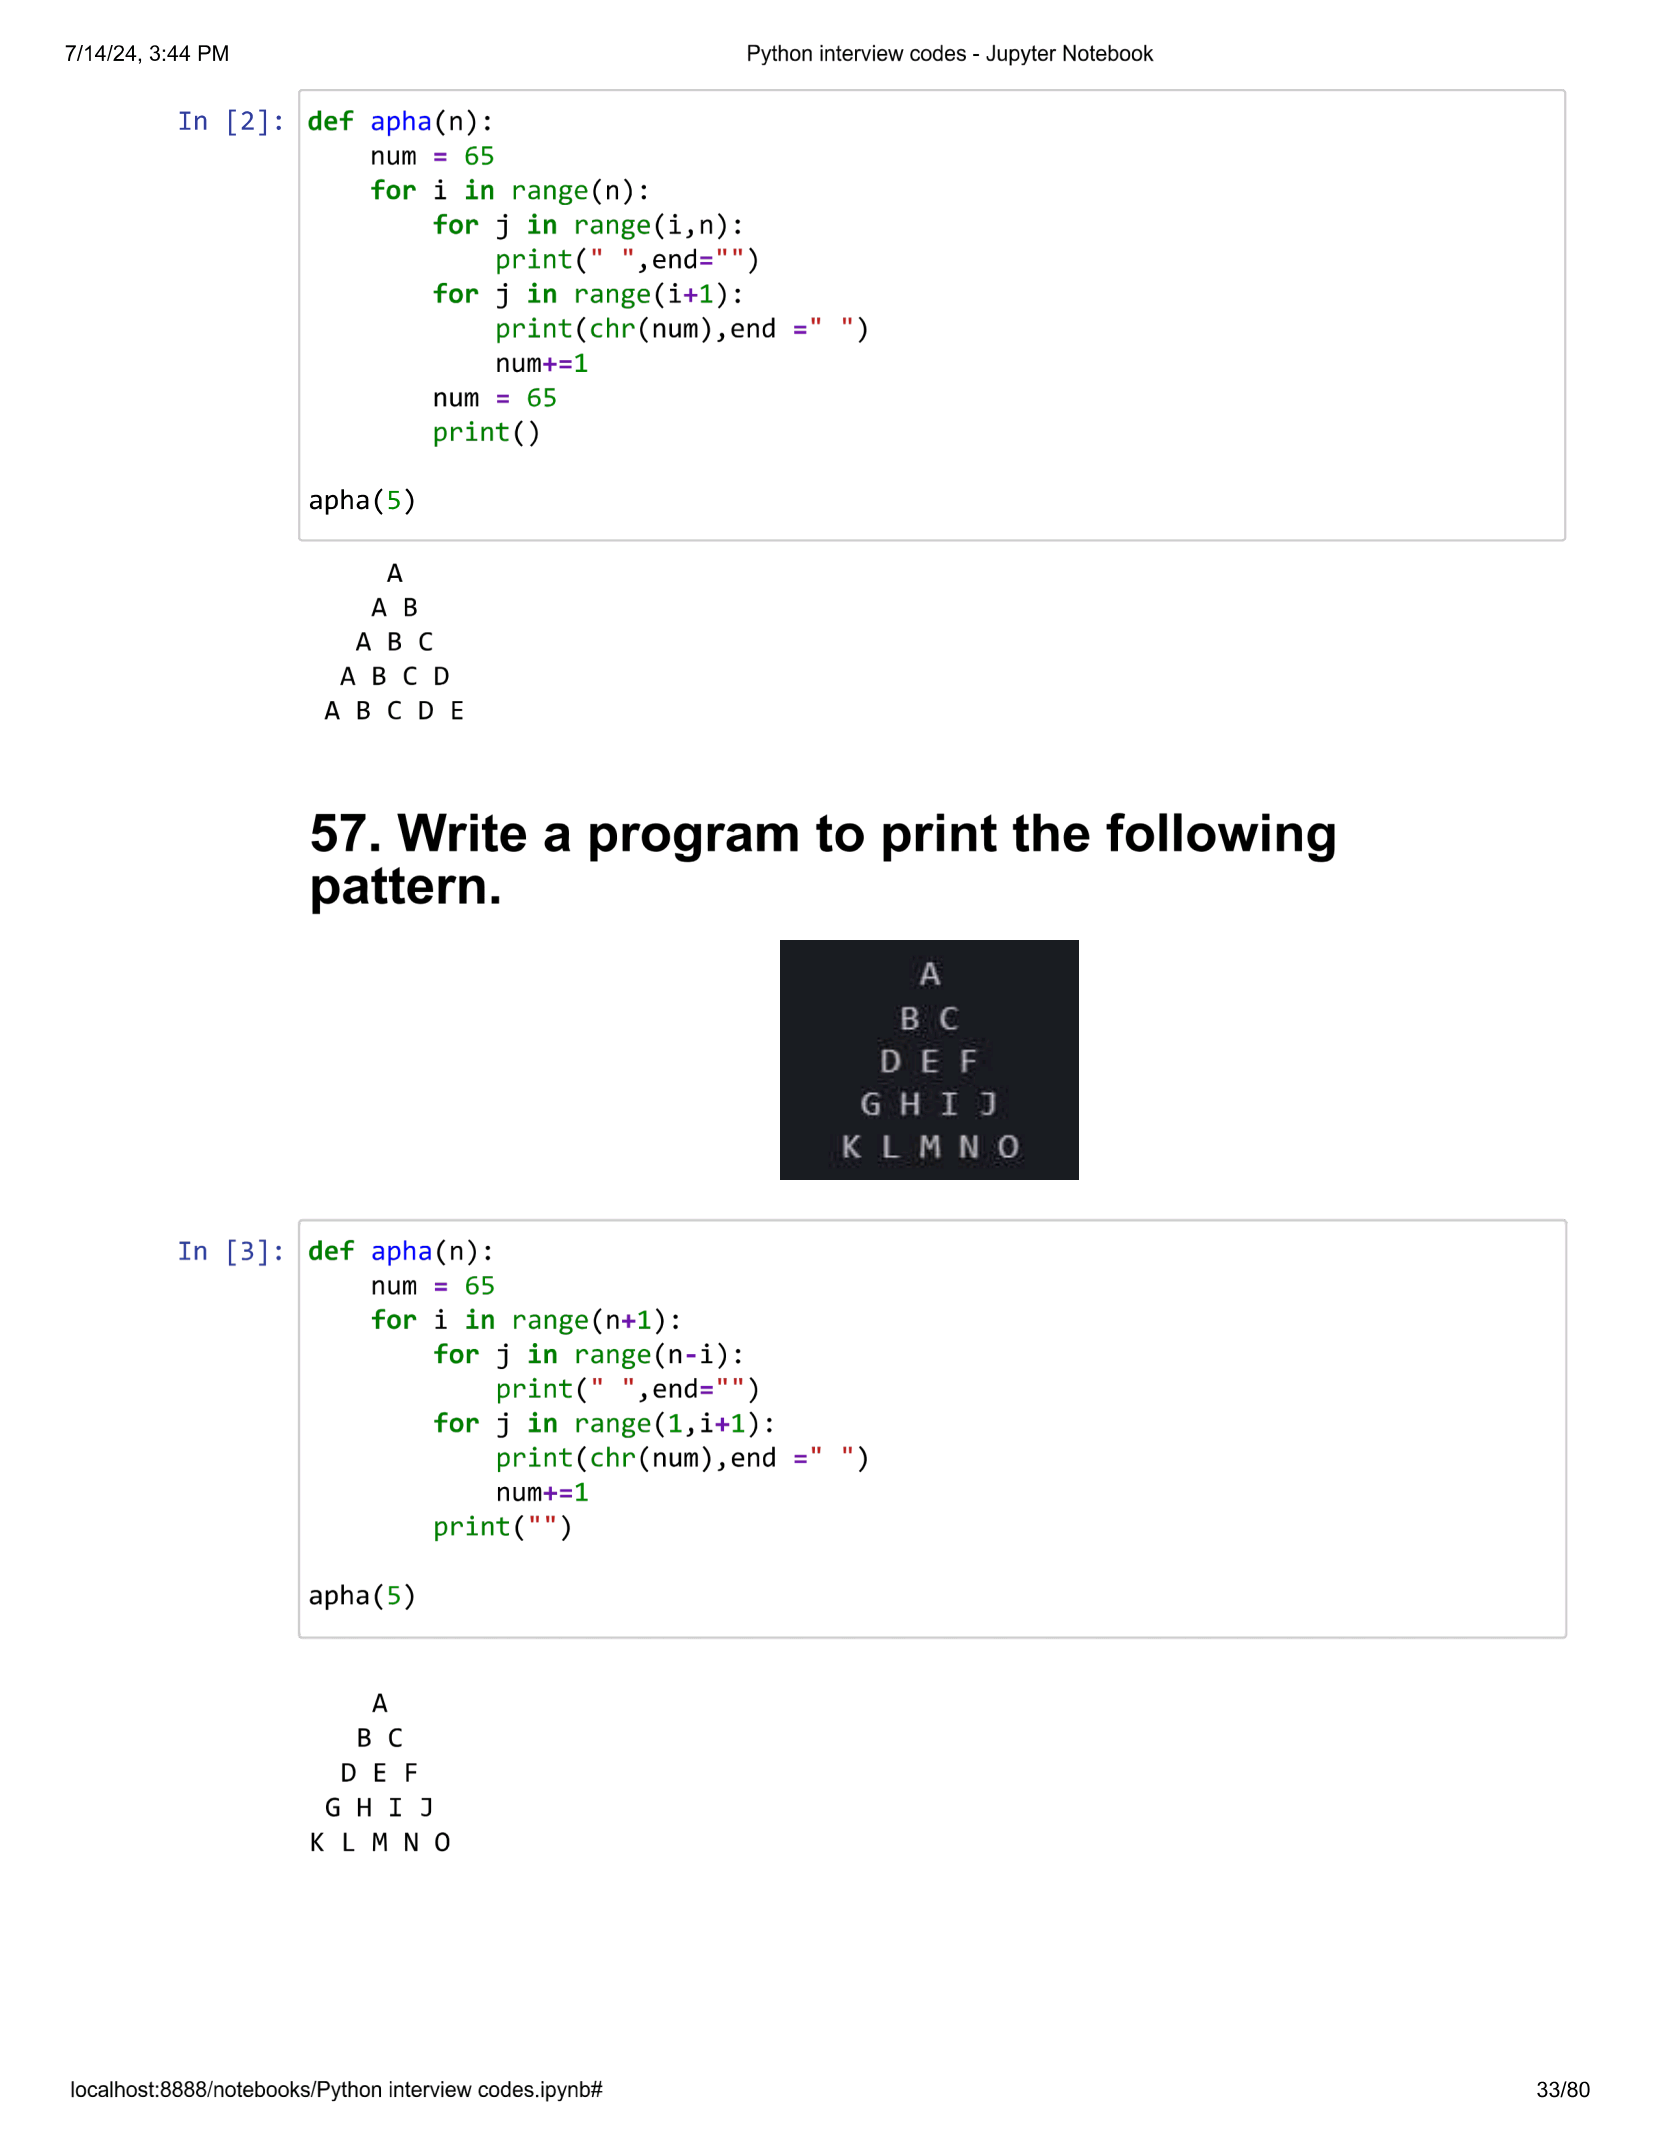 7/14/24, 3:44 PM Python interview codes - Jupyter Notebook
In [2]: def apha(n):
    num = 65
    for i in range(n):
        for j in range(i,n):
            print(" ",end="")
        for j in range(i+1):
            print(chr(num),end =" ")
            num+=1
        num = 65
        print()
apha(5)
     A
    A B
   A B C
  A B C D
 A B C D E
57. Write a program to print the following
pattern.
A
B C
D E F
G H I J
K L M N O
In [3]: def apha(n):
    num = 65
    for i in range(n+1):
        for j in range(n-i):
            print(" ",end="")
        for j in range(1,i+1):
            print(chr(num),end =" ")
            num+=1
        print("")
apha(5)
    A
   B C
  D E F
 G H I J
K L M N O
localhost:8888/notebooks/Python interview codes.ipynb# 33/80